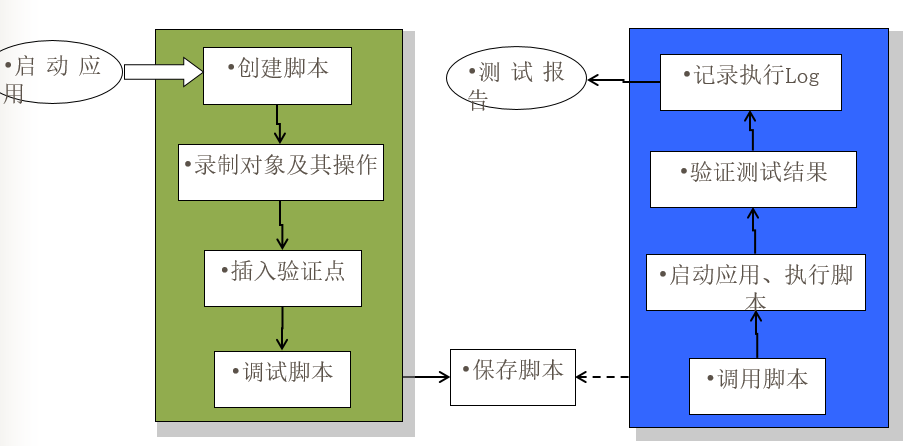 •启 动 应
用
•创建脚本
•录制对象及其操作
•插入验证点
•调试脚本
•保存脚本
•测 试 报
告
•记录执行Log
•验证测试结果
•启动应用、执行脚
本
•调用脚本